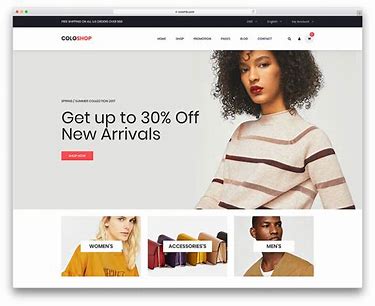 FREE SHIPPING ON ALL U.S ORDERS OVER $50
USD
English
My Account
COLOSHOP
HOME
SHOP
PROMOTION
PAGES
BLOG
CONTACT
SPRING / SUMMER COLLECTION 2017
Get up to 30% Off
New Arrivals
SHOP NOW
WOMEN'S
ACCESSORIES'S
MEN'S